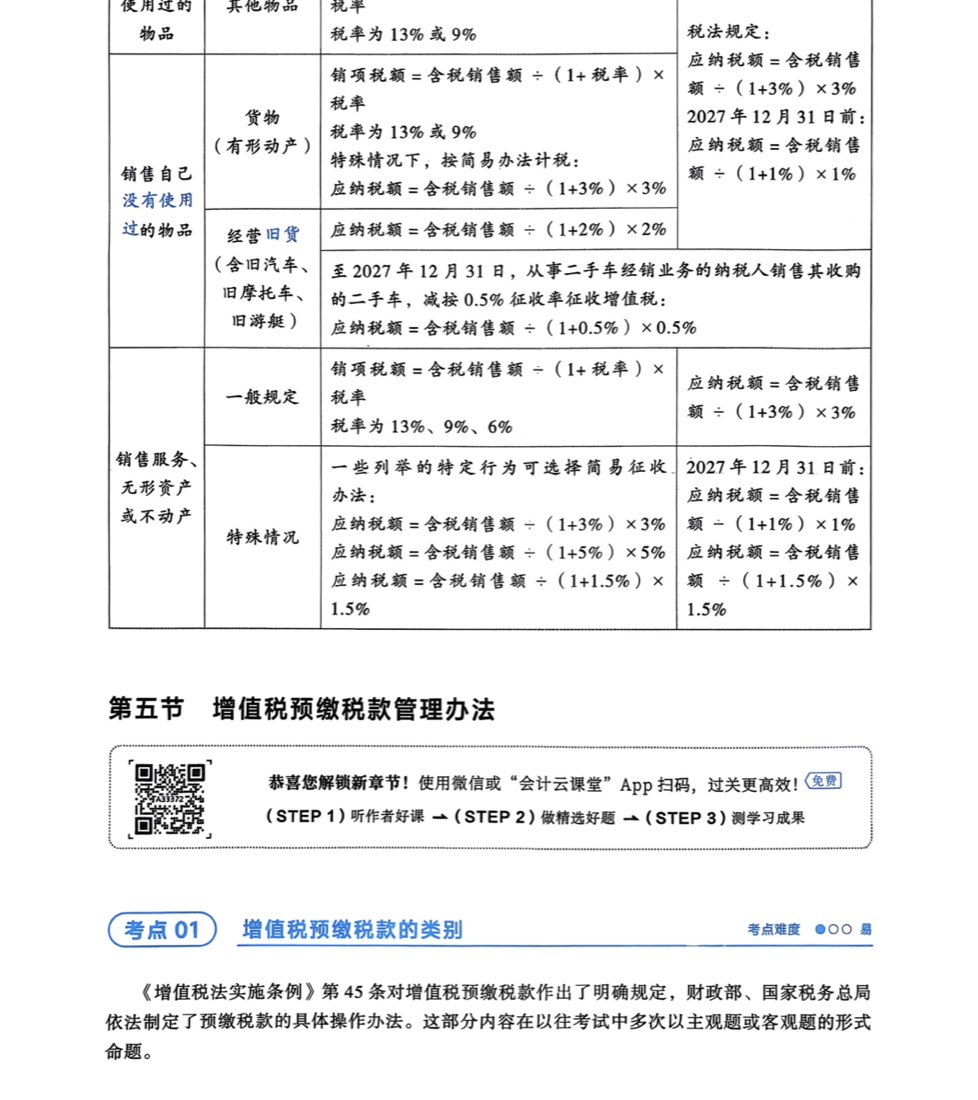 使用过的
物品
其他物品
税率
税率为 13% 或 9%
税法规定：
应纳税额 = 含税销售
额 ÷（1+3%）×3%
2027 年 12 月 31 日前：
应纳税额 = 含税销售
额 ÷（1+1%）×1%
销售自己
没有使用
过的物品
货物
（有形动产）
销项税额 = 含税销售额 ÷（1+ 税率）×
税率
税率为 13% 或 9%
特殊情况下，按简易办法计税：
应纳税额 = 含税销售额 ÷（1+3%）×3%
经营旧货
（含旧汽车、
旧摩托车、
旧游艇）
应纳税额 = 含税销售额 ÷（1+2%）×2%
至 2027 年 12 月 31 日，从事二手车经销业务的纳税人销售其收购
的二手车，减按 0.5% 征收率征收增值税：
应纳税额 = 含税销售额 ÷（1+0.5%）×0.5%
销售服务、
无形资产
或不动产
一般规定
销项税额 = 含税销售额 ÷（1+ 税率）×
税率
税率为 13%、9%、6%
应纳税额 = 含税销售
额 ÷（1+3%）×3%
特殊情况
一些列举的特定行为可选择简易征收
办法：
应纳税额 = 含税销售额 ÷（1+3%）×3%
应纳税额 = 含税销售额 ÷（1+5%）×5%
应纳税额 = 含税销售额 ÷（1+1.5%）×
1.5%
2027 年 12 月 31 日前：
应纳税额 = 含税销售
额 ÷（1+1%）×1%
应纳税额 = 含税销售
额 ÷（1+1.5%）×
1.5%
第五节 增值税预缴税款管理办法
恭喜您解锁新章节！使用微信或“会计云课堂”App 扫码，过关更高效！免费
（STEP 1）听作者好课 →（STEP 2）做精选好题 →（STEP 3）测学习成果
考点 01 增值税预缴税款的类别 考点难度 ●○○ 易
《增值税法实施条例》第 45 条对增值税预缴税款作出了明确规定，财政部、国家税务总局
依法制定了预缴税款的具体操作办法。这部分内容在以往考试中多次以主观题或客观题的形式
命题。